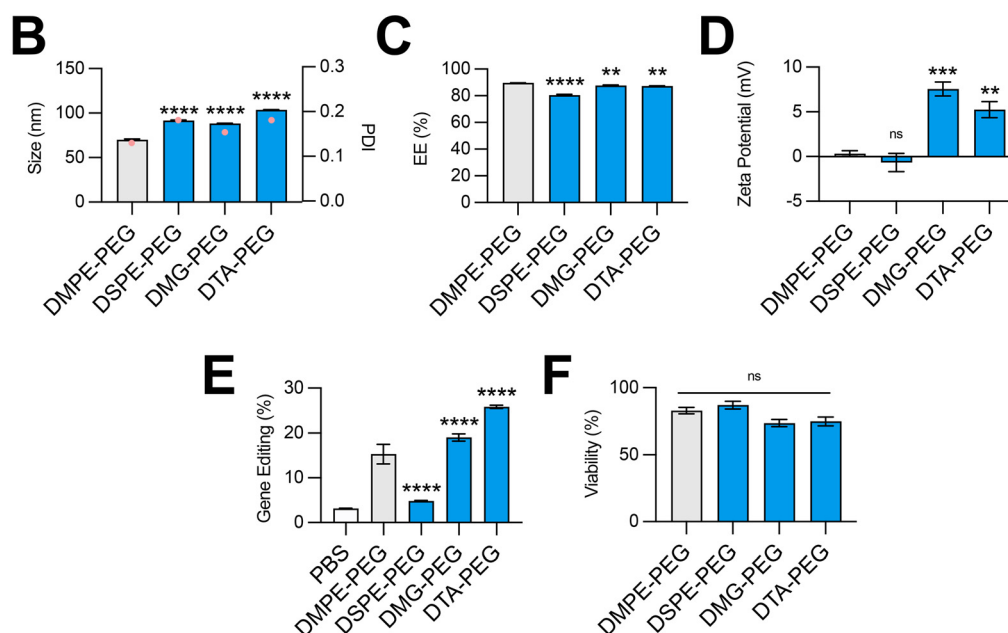 B
Size (nm)
150
100
50
0
****
****
****
0.3
0.2
0.1
0.0
PDI
DMPE-PEG
DSPE-PEG
DMG-PEG
DTA-PEG
C
EE (%)
100
80
60
40
20
0
****
**
**
DMPE-PEG
DSPE-PEG
DMG-PEG
DTA-PEG
D
Zeta Potential (mV)
10
5
0
-5
ns
***
**
DMPE-PEG
DSPE-PEG
DMG-PEG
DTA-PEG
E
Gene Editing (%)
30
20
10
0
****
****
****
PBS
DMPE-PEG
DSPE-PEG
DMG-PEG
DTA-PEG
F
Viability (%)
100
50
0
ns
DMPE-PEG
DSPE-PEG
DMG-PEG
DTA-PEG